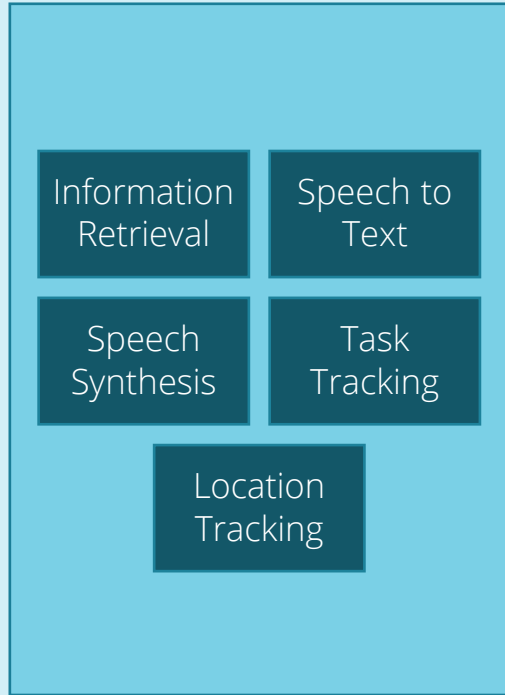 Information
Retrieval
Speech to
Text
Speech
Synthesis
Task
Tracking
Location
Tracking